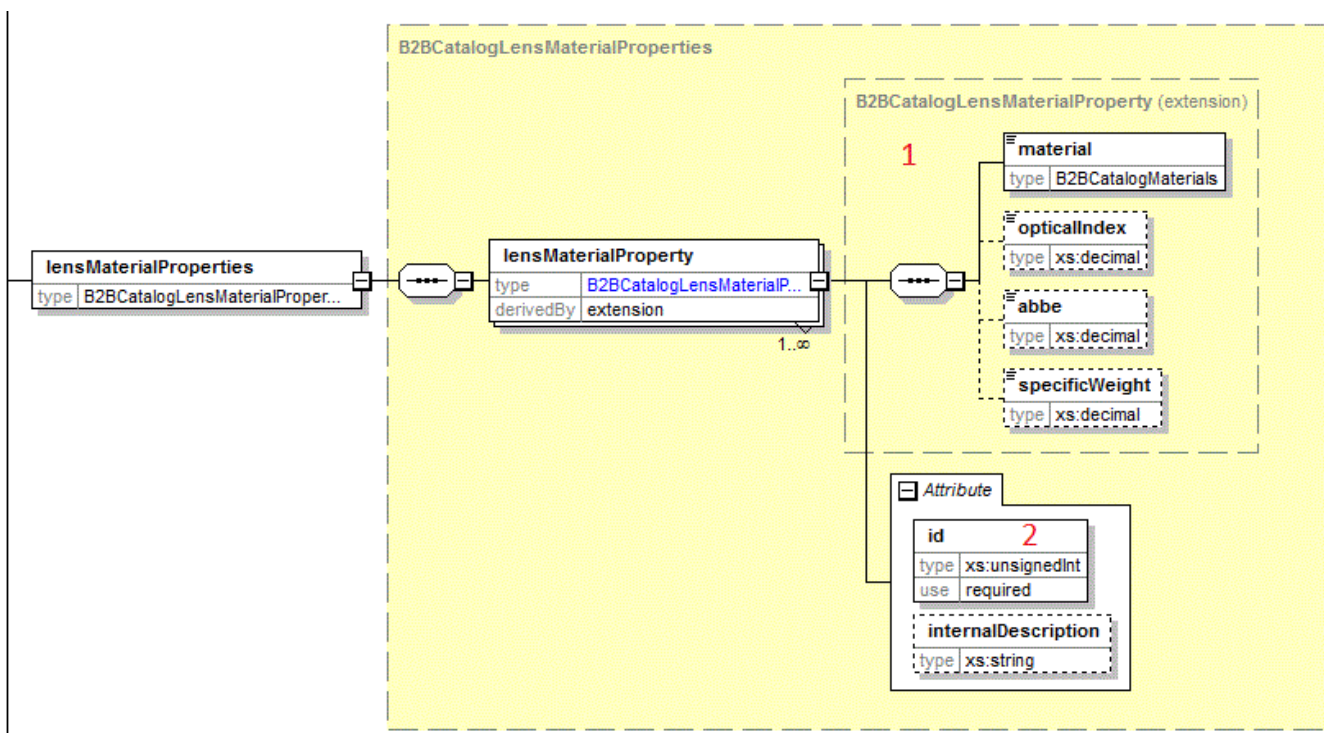 B2BCatalogLensMaterialProperties
B2BCatalogLensMaterialProperty (extension)
1
material
type B2BCatalogMaterials
opticalIndex
type xs:decimal
abbe
type xs:decimal
specificWeight
type xs:decimal
lensMaterialProperties
type B2BCatalogLensMaterialProper...
lensMaterialProperty
type B2BCatalogLensMaterialP...
derivedBy extension
1..∞
Attribute
id 2
type xs:unsignedInt
use required
internalDescription
type xs:string